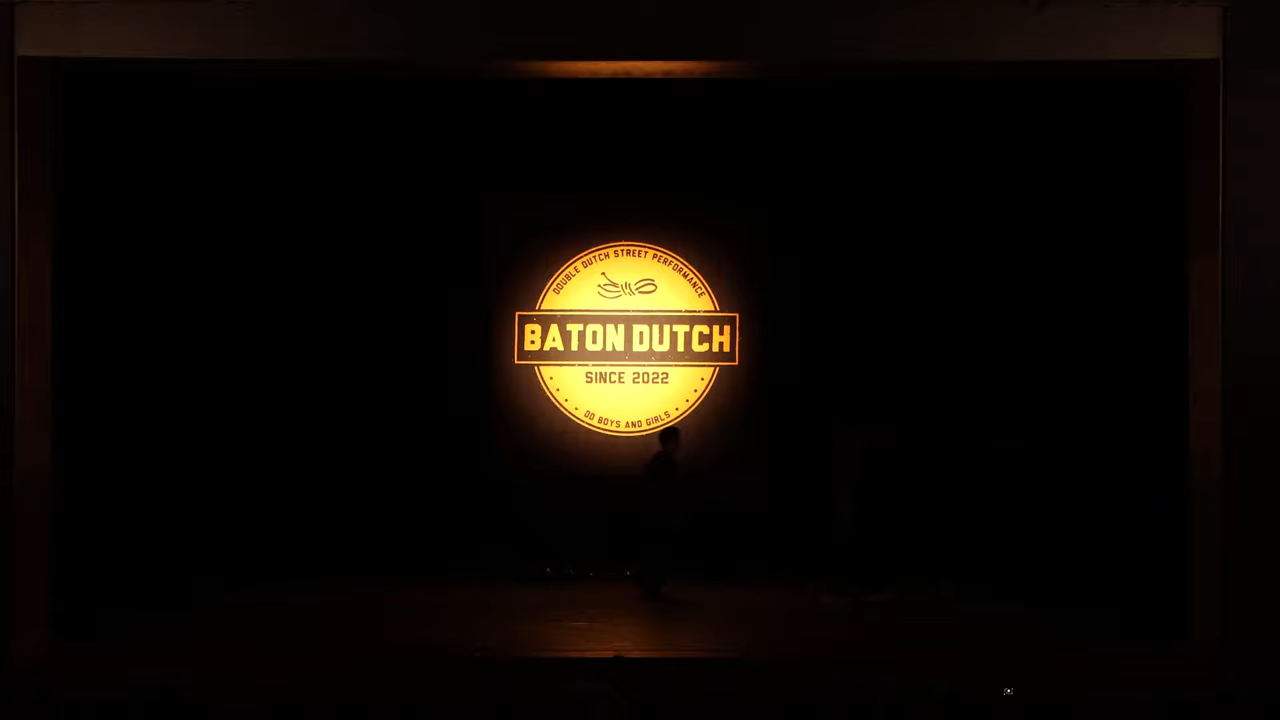 DOUBLE DUTCH STREET PERFORMANCE
BATON DUTCH
SINCE 2022
DD BOYS AND GIRLS